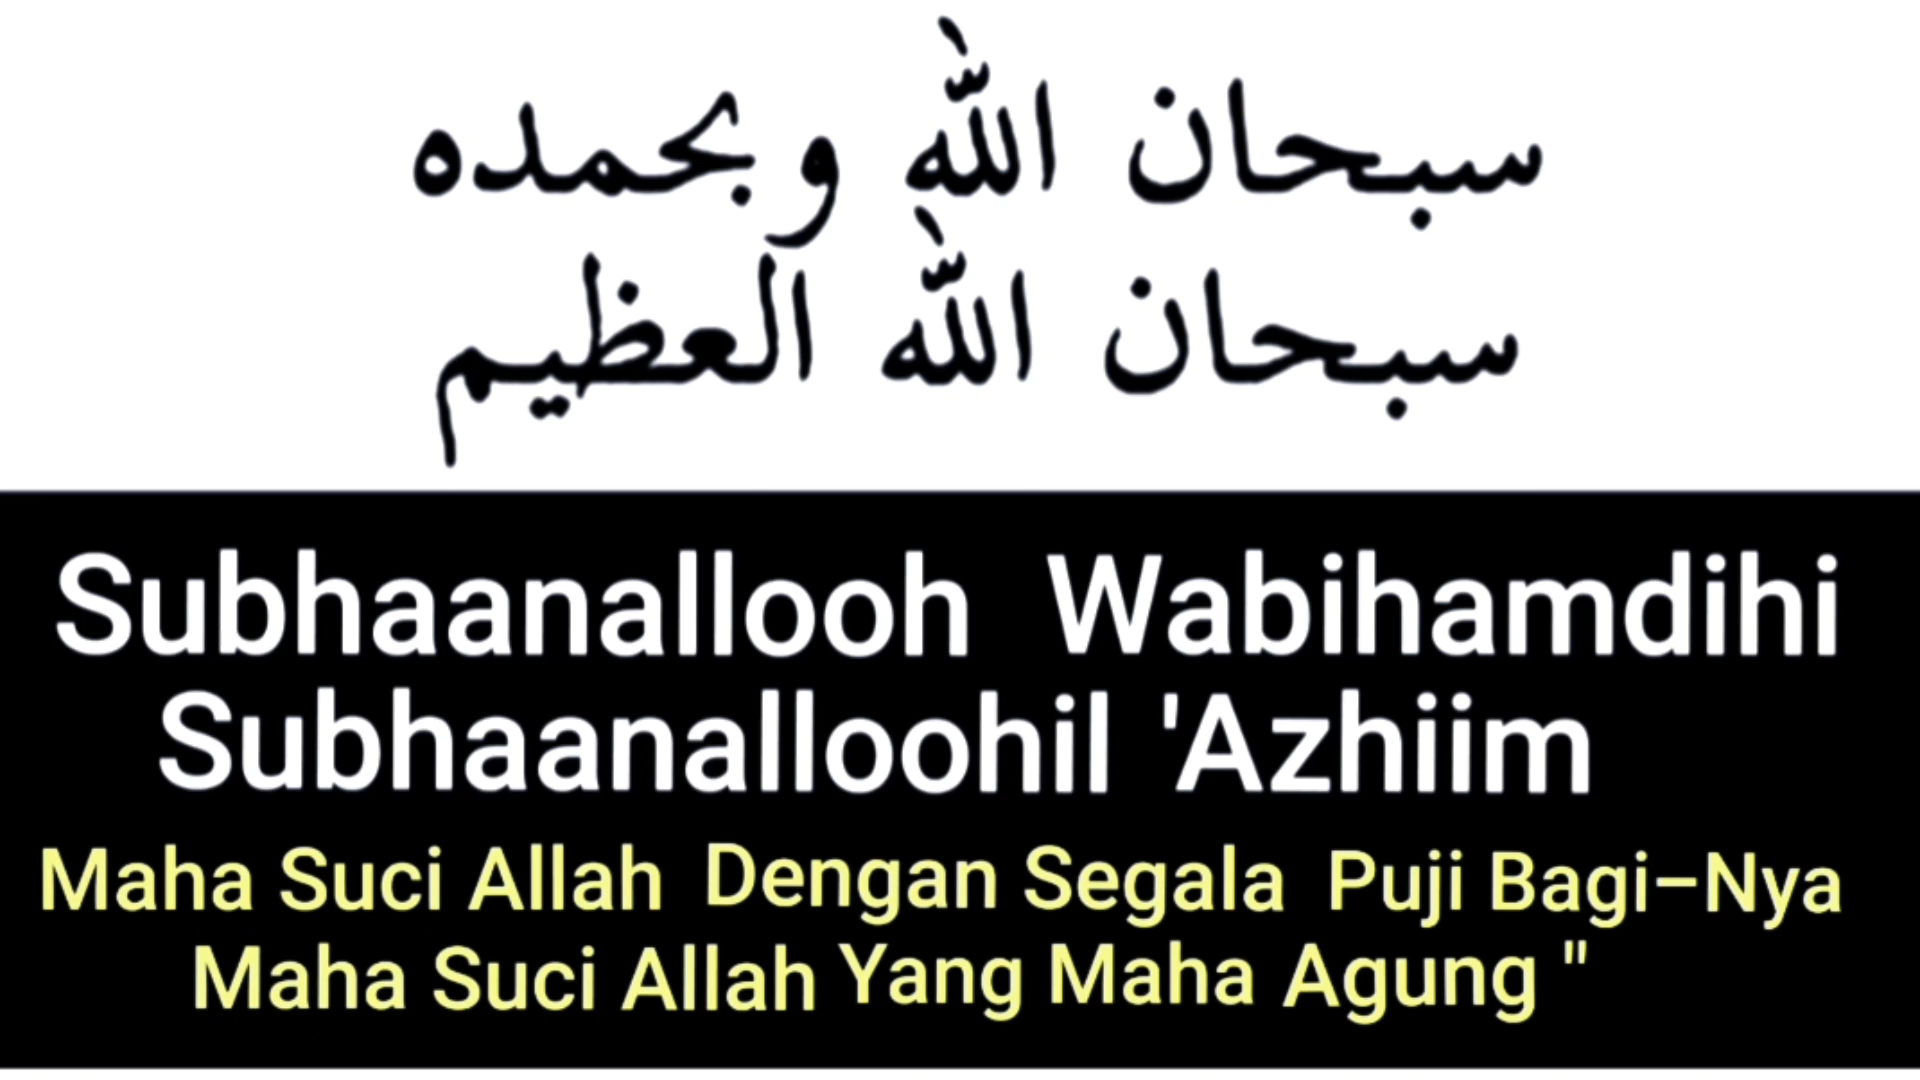 سبحان الله وبحمده
سبحان الله العظيم
Subhaanallooh Wabihamdihi
Subhaanalloohil 'Azhiim
Maha Suci Allah Dengan Segala Puji Bagi–Nya
Maha Suci Allah Yang Maha Agung "